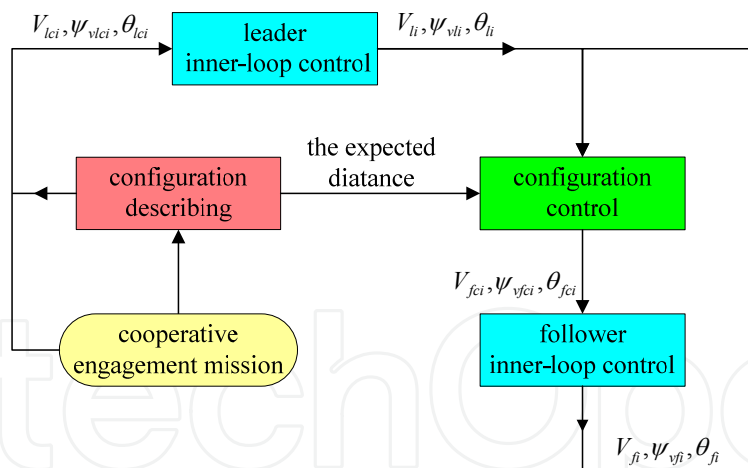 V_lci, ψ_vlci, θ_lci
leader
inner-loop control
V_li, ψ_vli, θ_li
the expected
diatance
configuration
describing
configuration
control
V_fci, ψ_vfci, θ_fci
cooperative
engagement mission
follower
inner-loop control
V_fi, ψ_vfi, θ_fi
techOpe